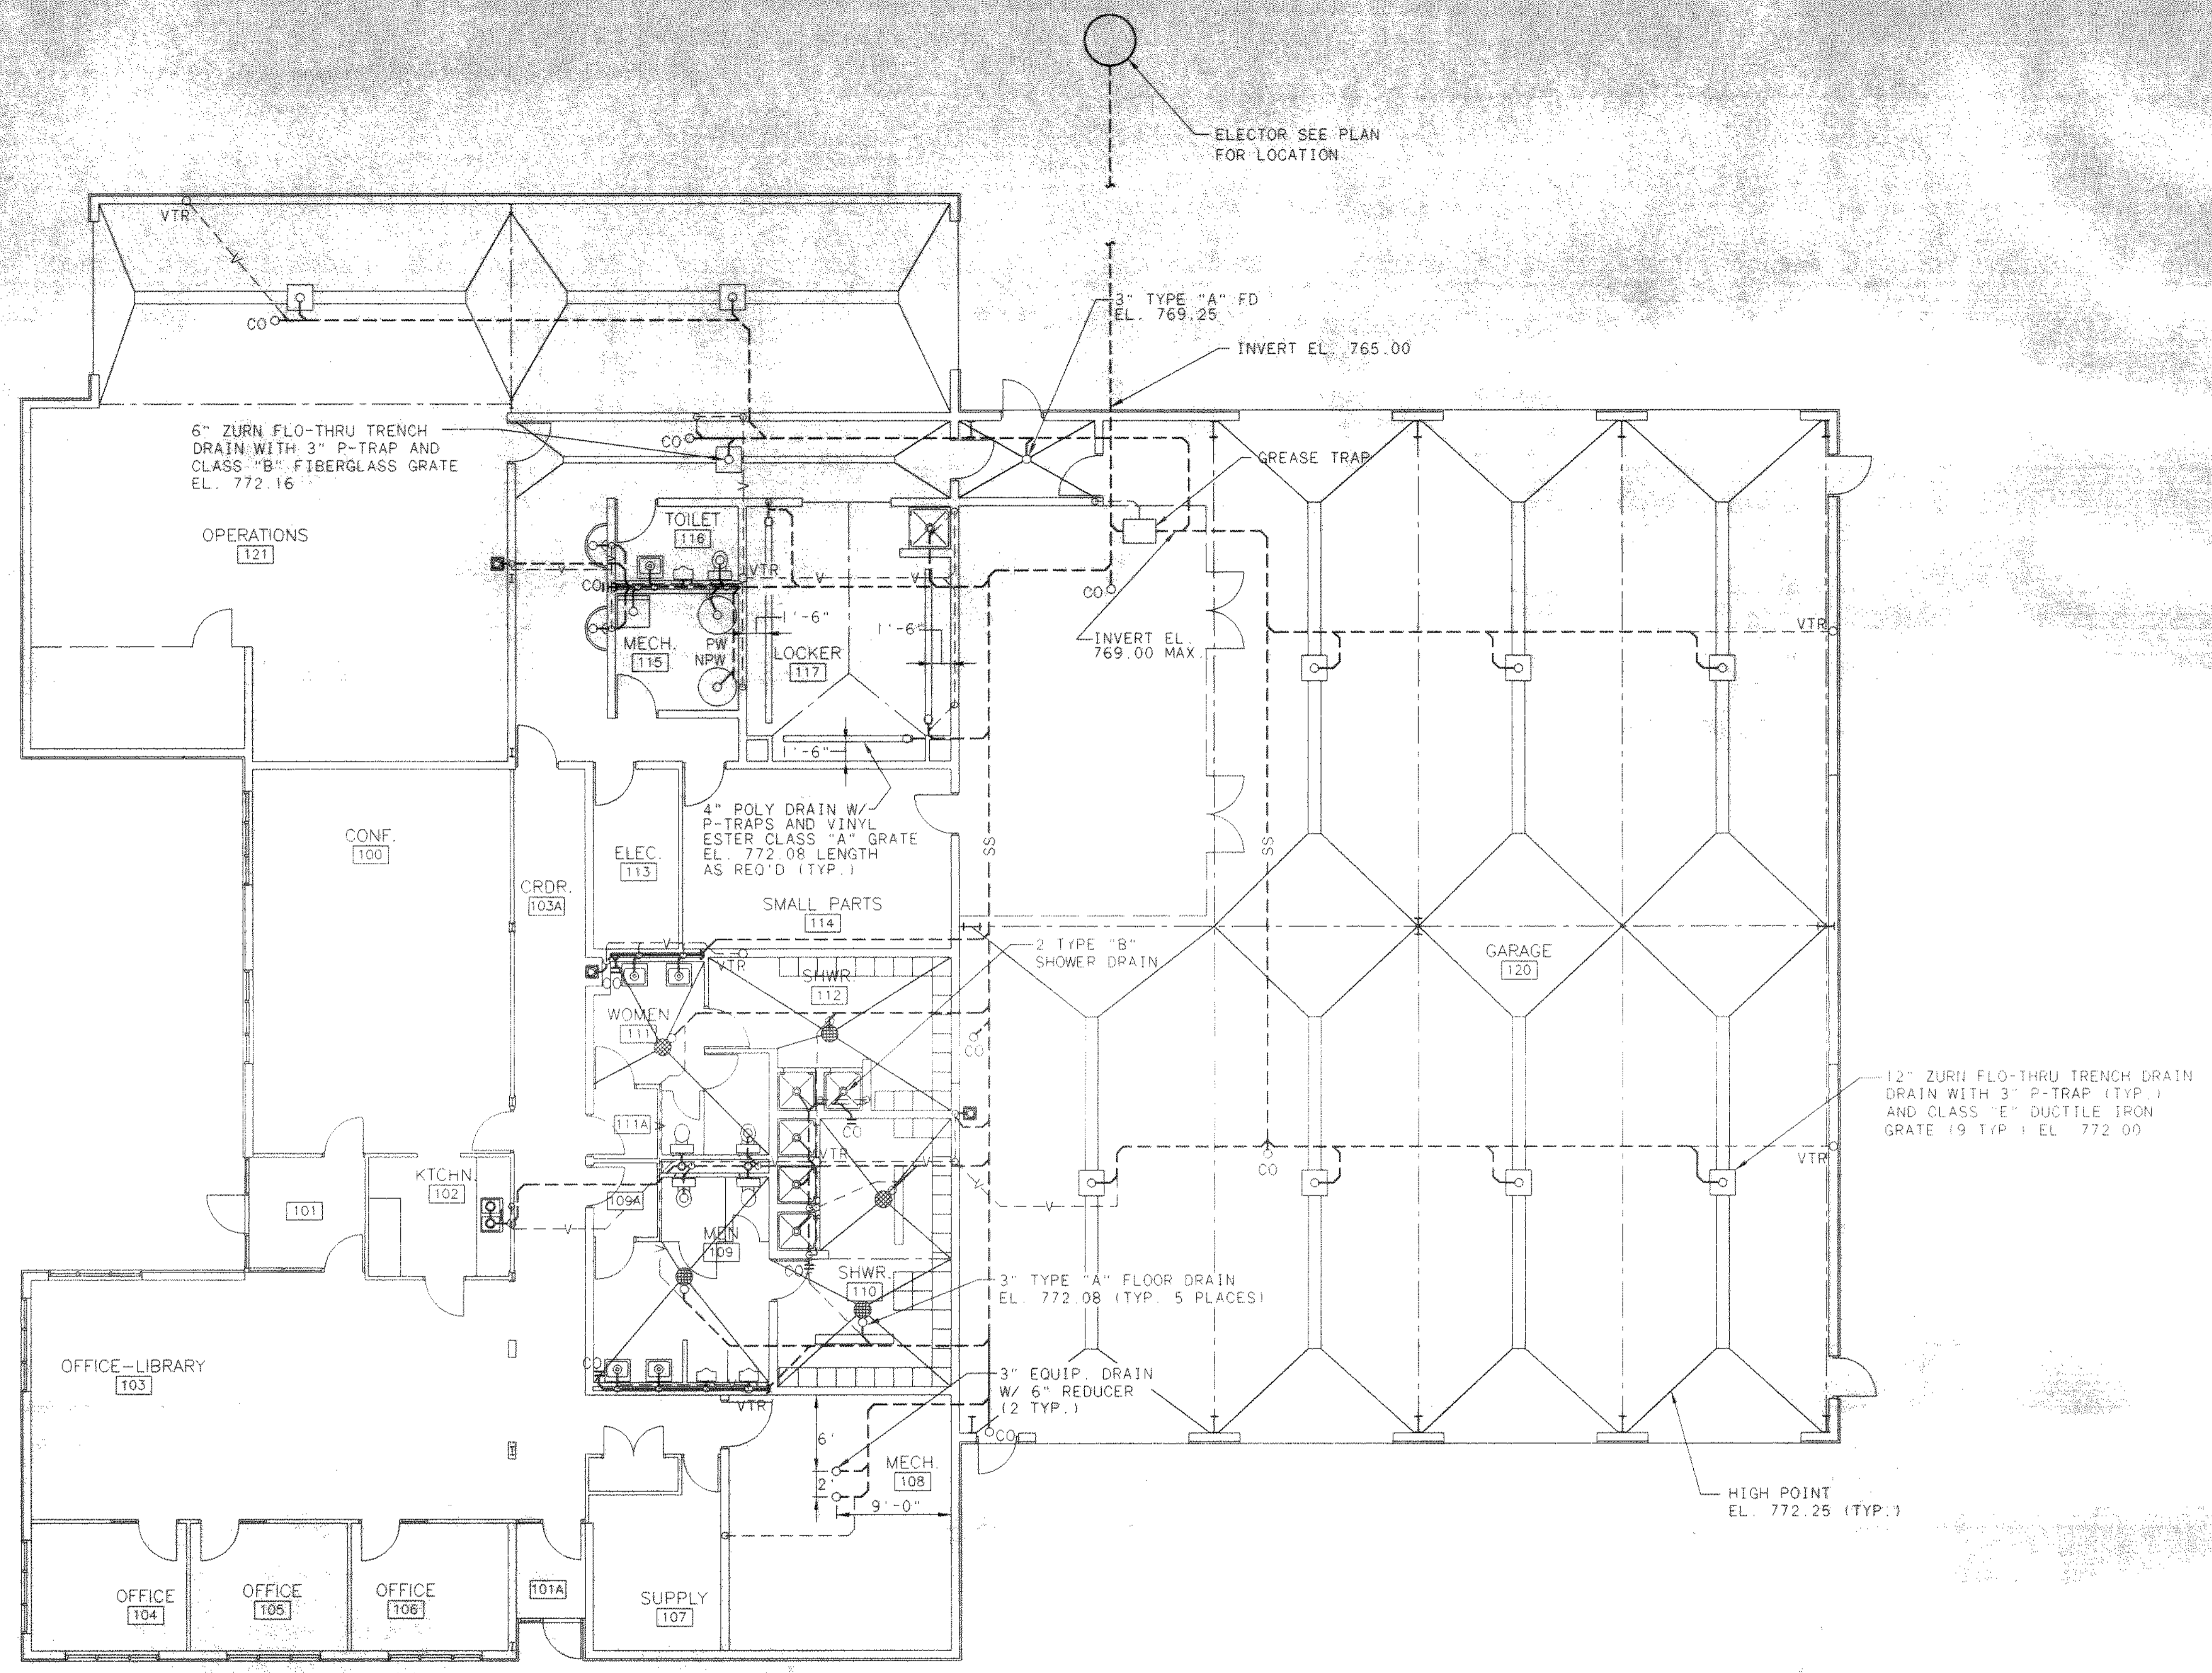 ELECTOR SEE PLAN
FOR LOCATION
VTR
V
CO
3" TYPE "A" FD
EL. 769.25
INVERT EL. 765.00
6" ZURN FLO-THRU TRENCH
DRAIN WITH 3" P-TRAP AND
CLASS "B" FIBERGLASS GRATE
EL. 772.16
CO
GREASE TRAP
OPERATIONS
121
TOILET
116
VTR
V
V
V
CO
CO
1'-6"
1'-6"
MECH.
115
PW
NPW
LOCKER
117
INVERT EL.
769.00 MAX.
VTR
1'-6"
4" POLY DRAIN W/
P-TRAPS AND VINYL
ESTER CLASS "A" GRATE
EL. 772.08 LENGTH
AS REQ'D (TYP.)
CONF.
100
ELEC.
113
SS
SS
CRDR.
103A
SMALL PARTS
114
V
VTR
CO
2 TYPE "B"
SHOWER DRAIN
GARAGE
120
SHWR.
112
WOMEN
111
CO
12" ZURN FLO-THRU TRENCH DRAIN
DRAIN WITH 3" P-TRAP (TYP.)
AND CLASS "E" DUCTILE IRON
GRATE (9 TYP.) EL. 772.00
111A
CO
VTR
V
CO
VTR
KTCHN.
102
109A
101
V
V
MEN
109
CO
SHWR.
110
3" TYPE "A" FLOOR DRAIN
EL. 772.08 (TYP. 5 PLACES)
OFFICE-LIBRARY
103
CO
3" EQUIP. DRAIN
W/ 6" REDUCER
(2 TYP.)
VTR
6'
CO
MECH.
108
2'
9'-0"
HIGH POINT
EL. 772.25 (TYP.)
OFFICE
104
OFFICE
105
OFFICE
106
101A
SUPPLY
107